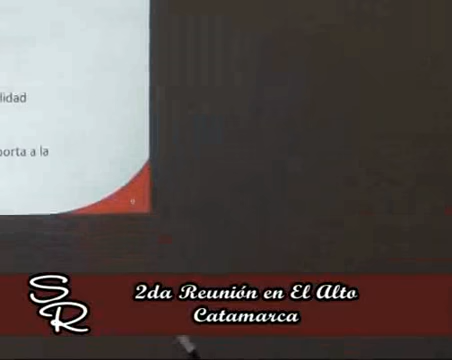 lidad
porta a la
SR
2da Reunión en El Alto
Catamarca